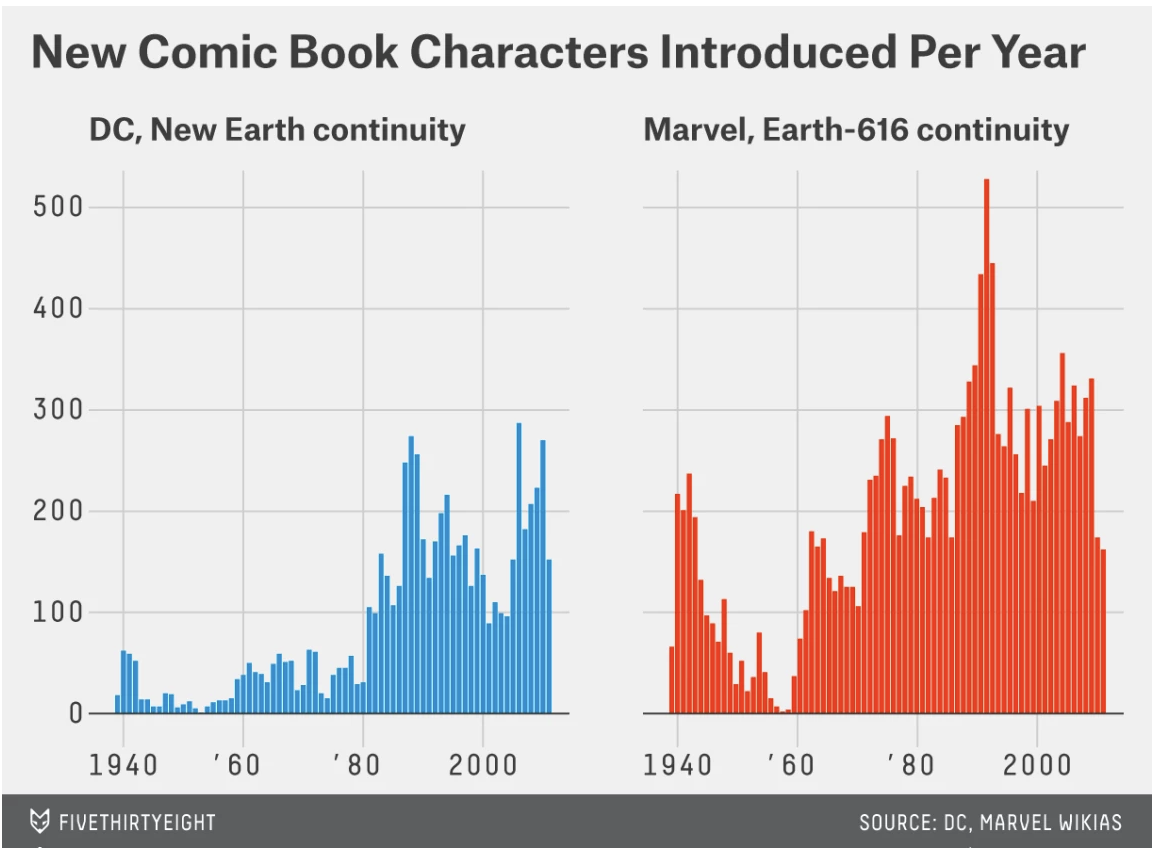 New Comic Book Characters Introduced Per Year
DC, New Earth continuity
Marvel, Earth-616 continuity
500
400
300
200
100
0
1940 ’60 ’80 2000
1940 ’60 ’80 2000
FIVETHIRTYEIGHT
SOURCE: DC, MARVEL WIKIAS